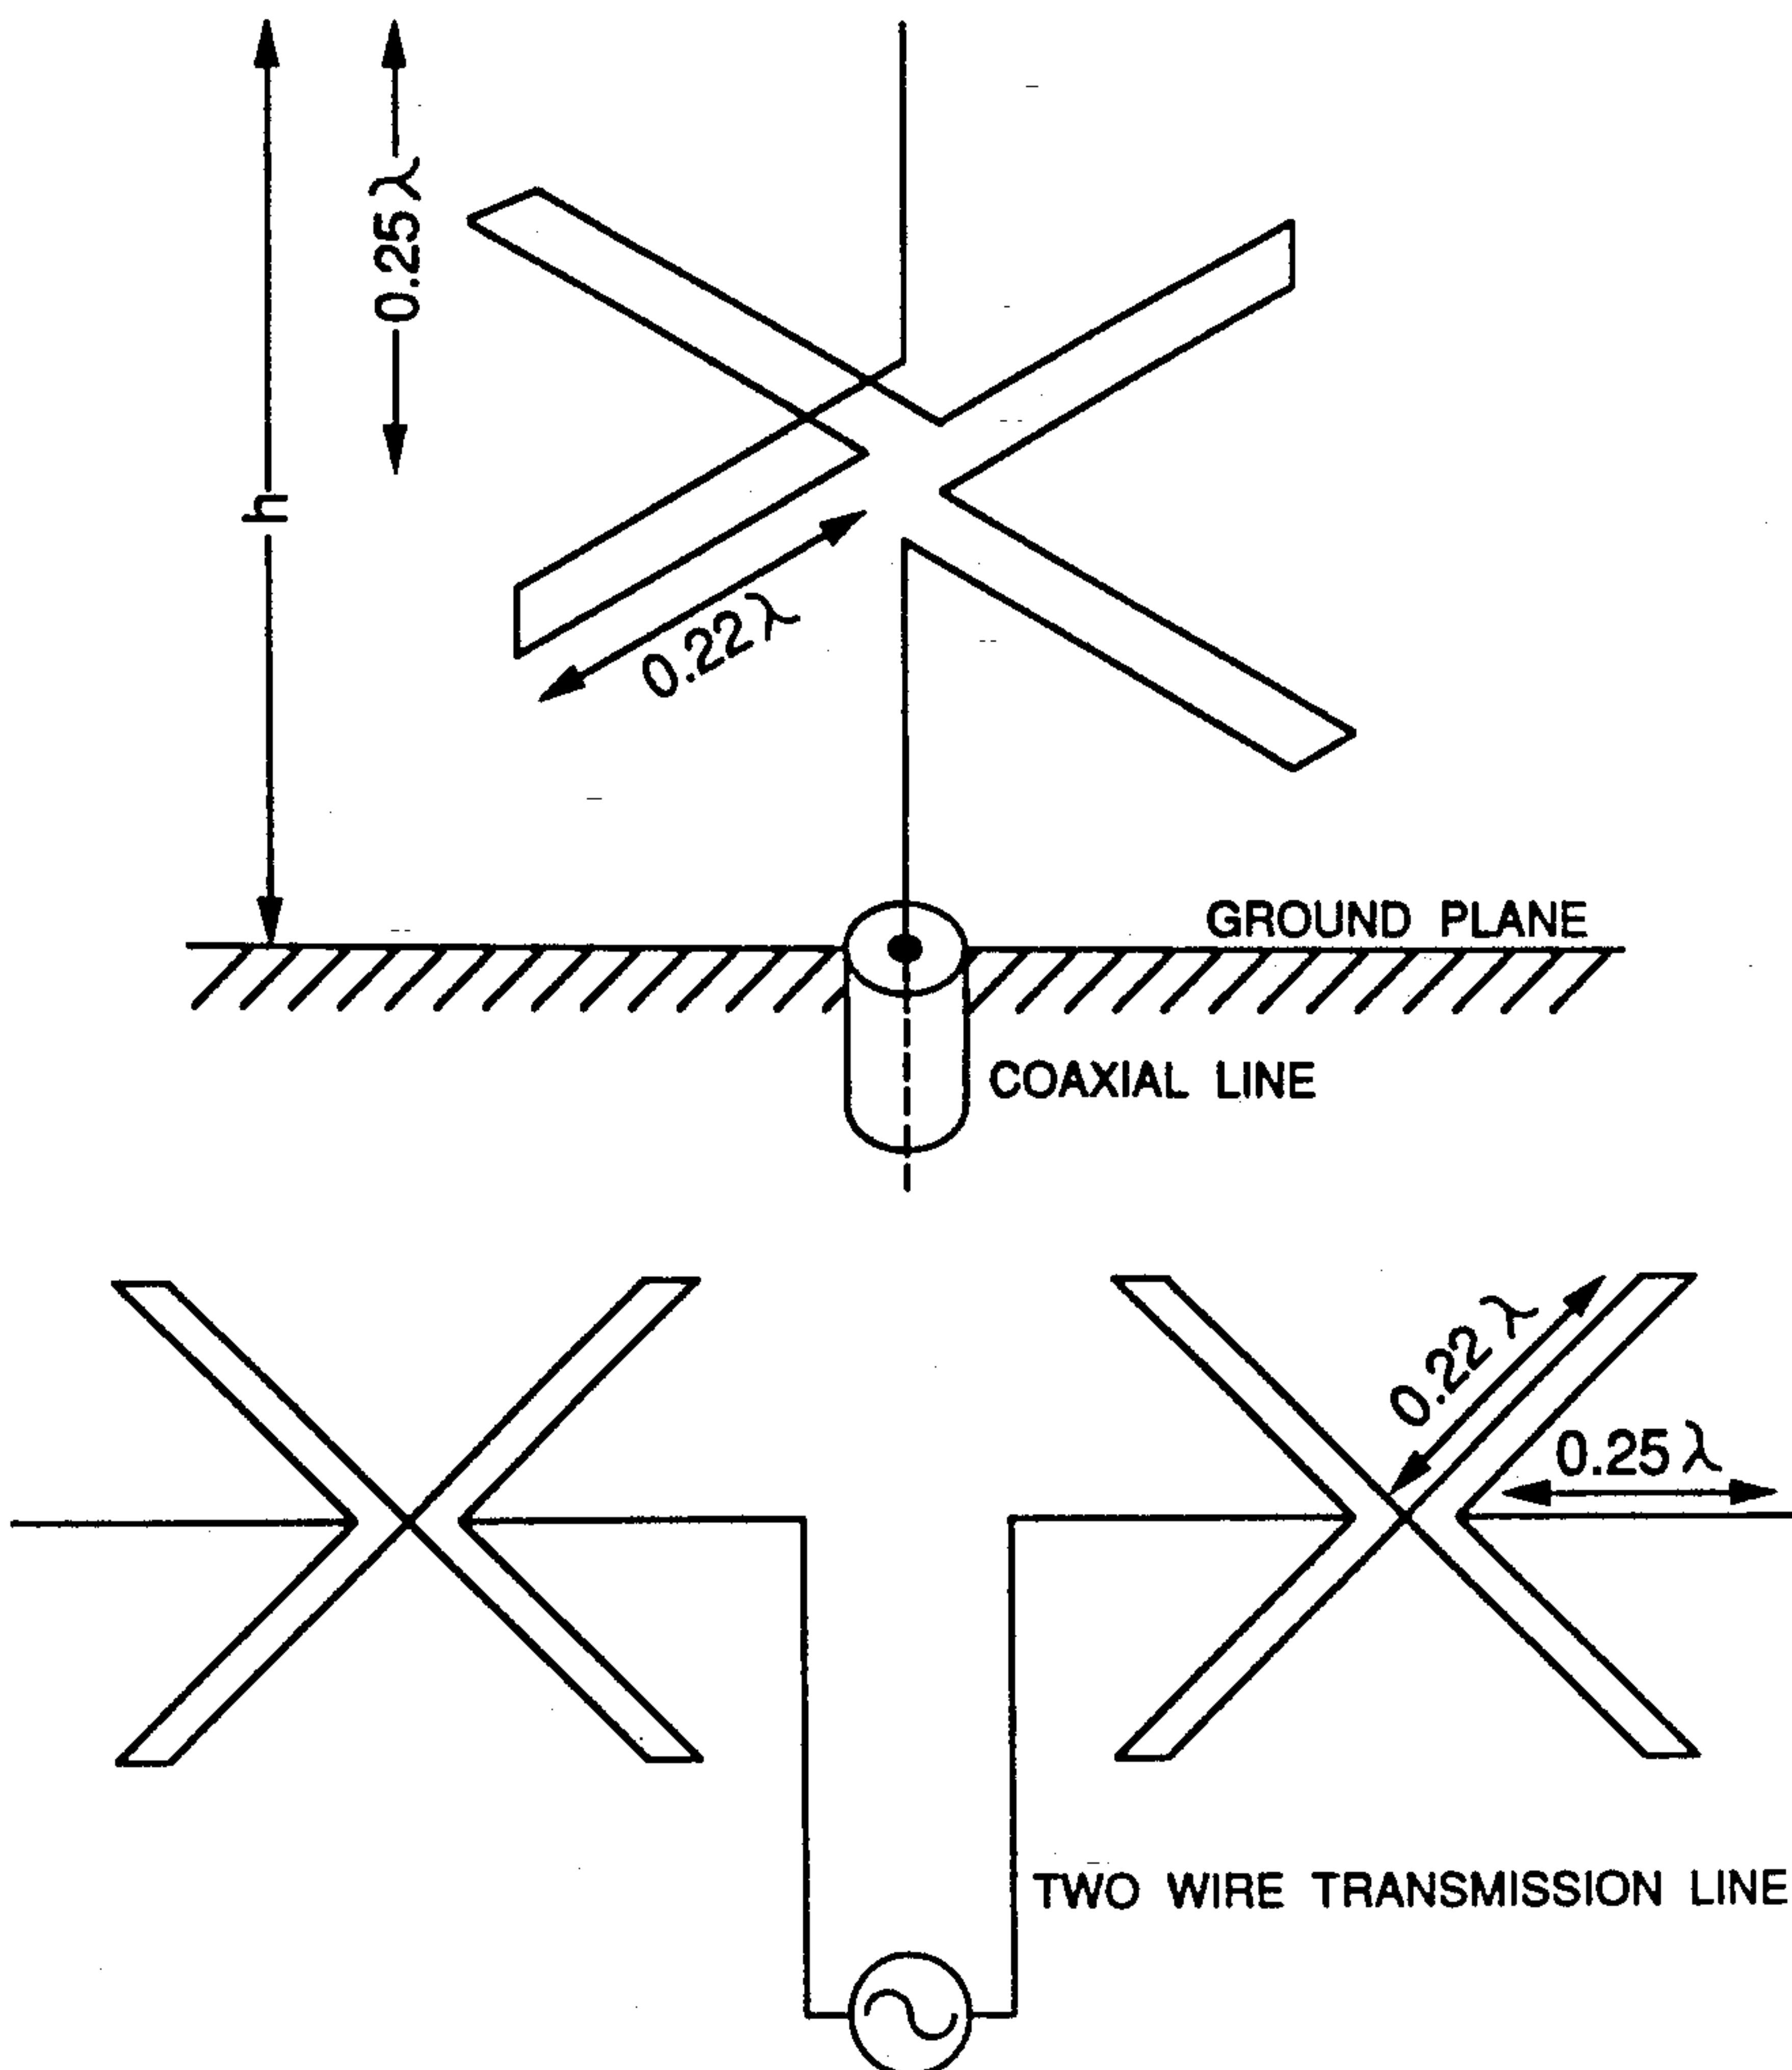 h
0.25λ
0.22λ
GROUND PLANE
COAXIAL LINE
0.22λ
0.25λ
TWO WIRE TRANSMISSION LINE